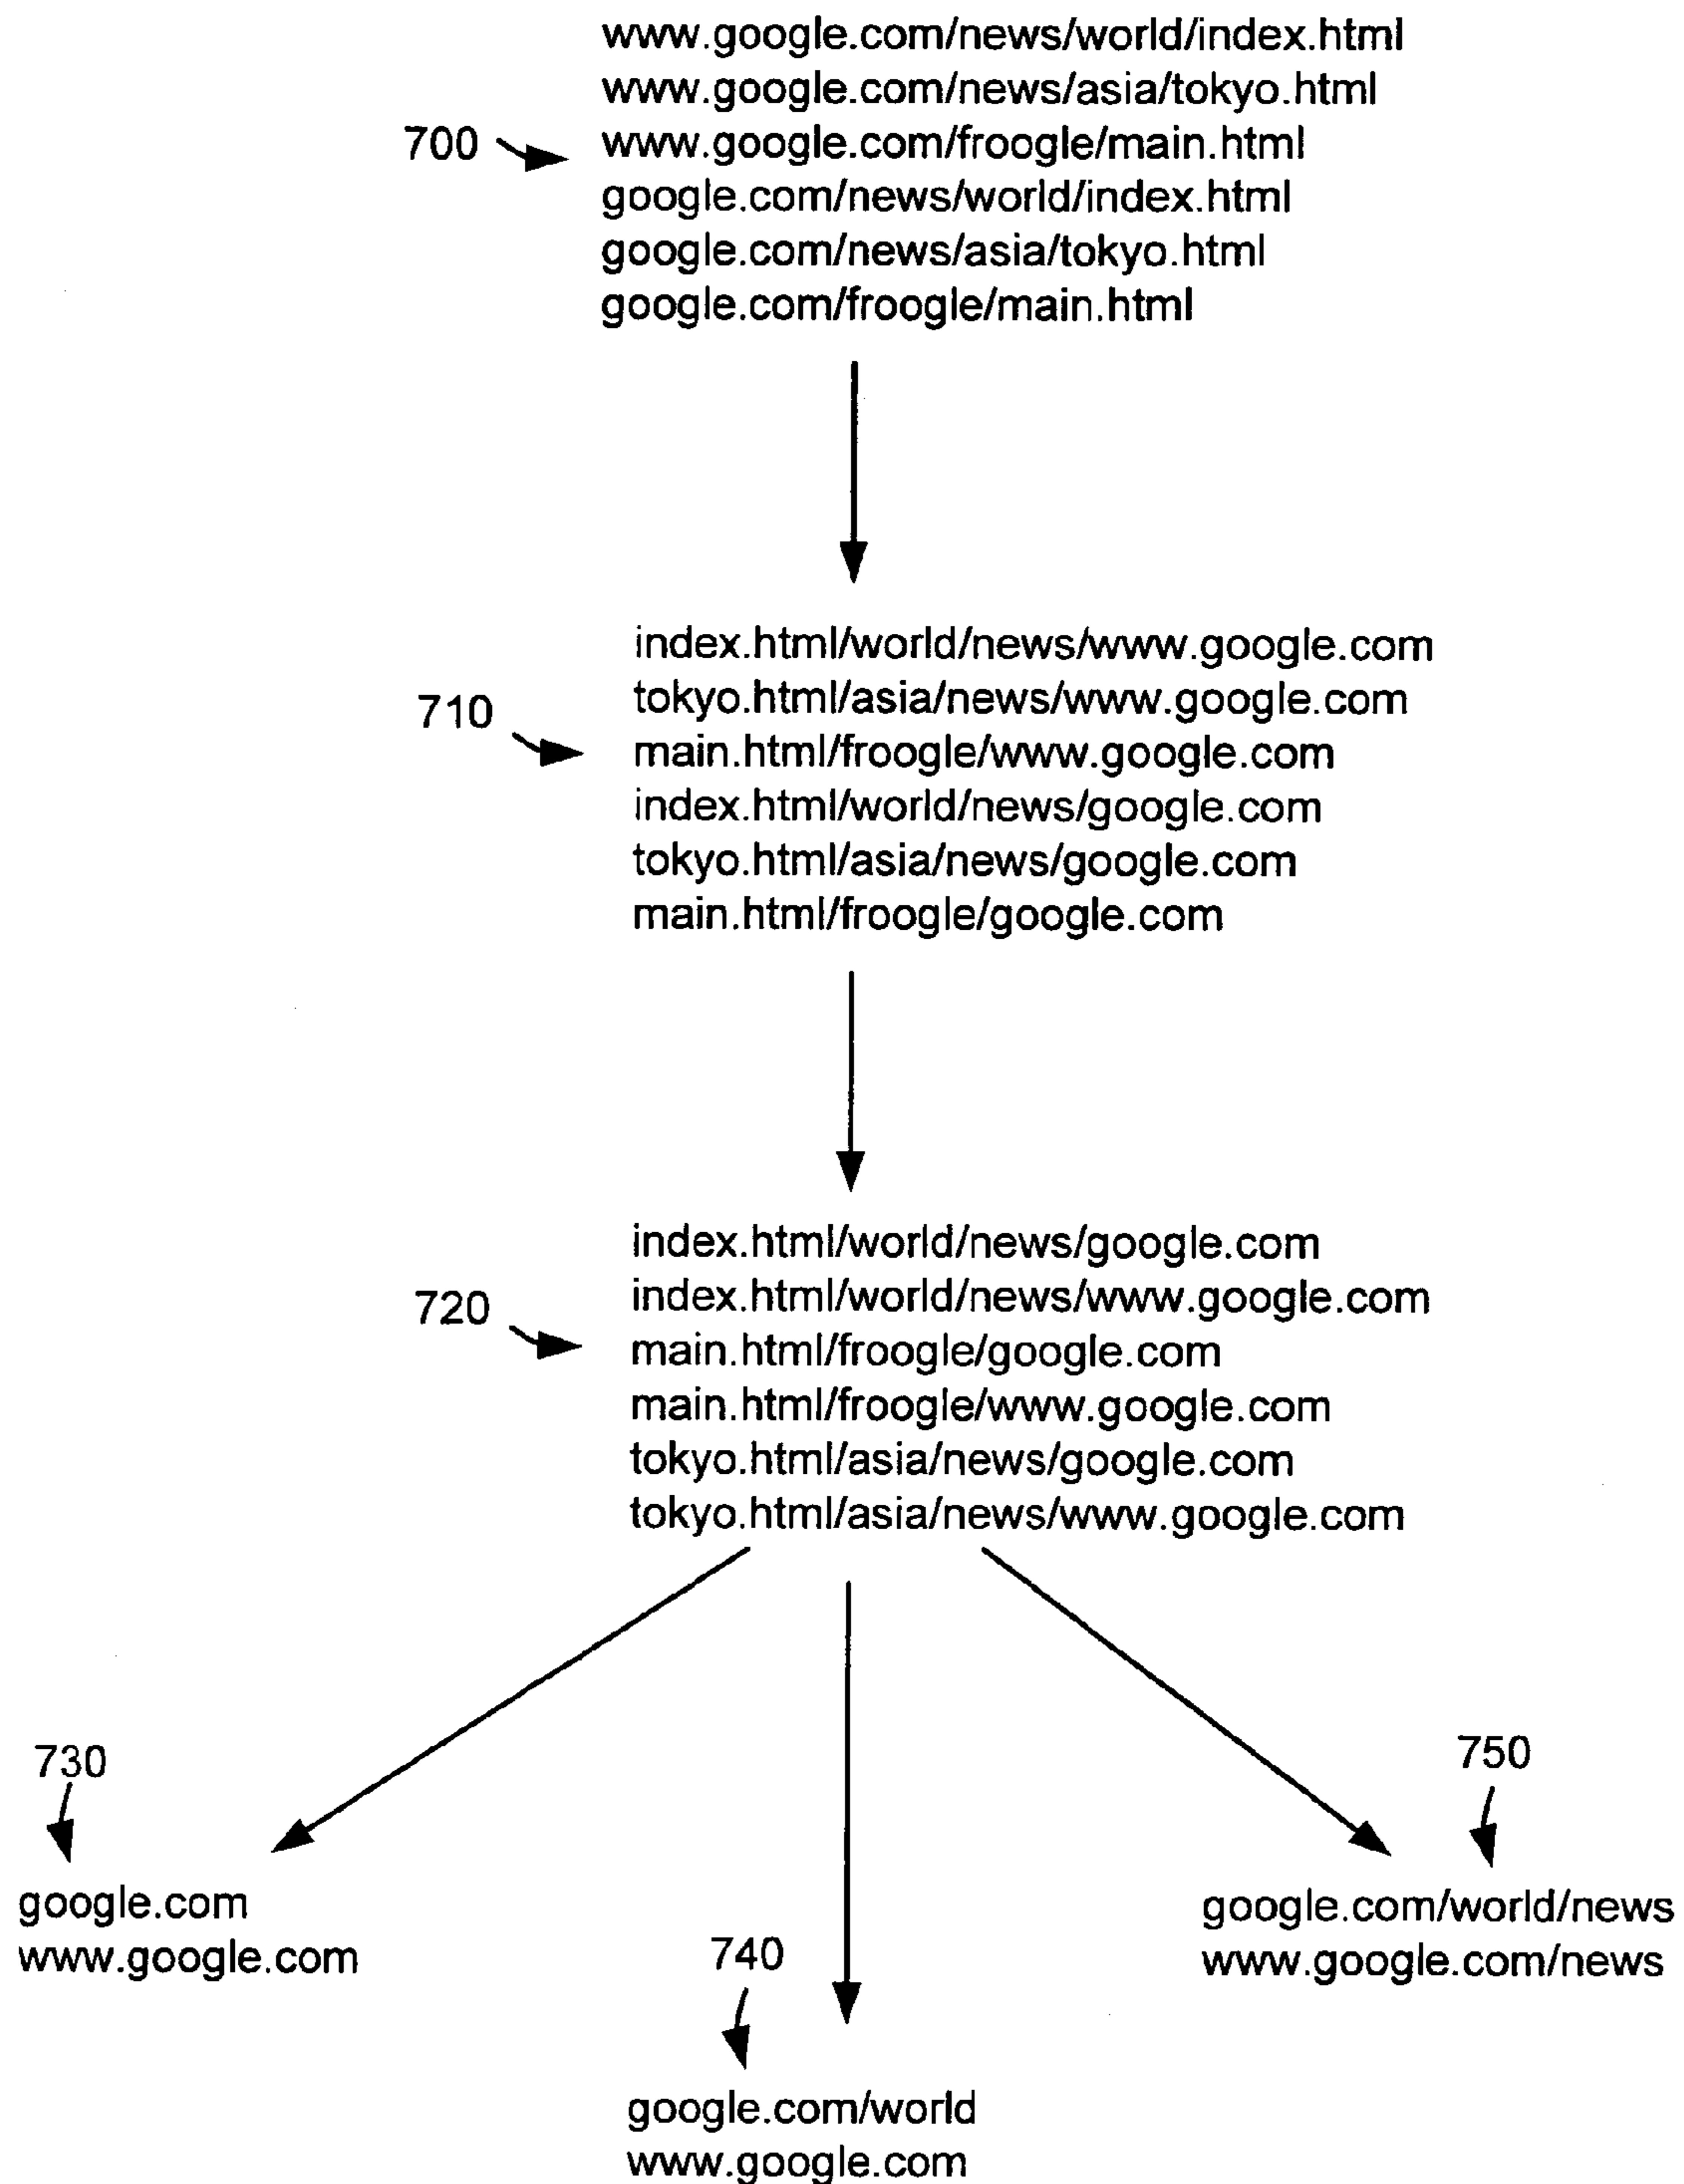 www.google.com/news/world/index.html
www.google.com/news/asia/tokyo.html
700
www.google.com/froogle/main.html
google.com/news/world/index.html
google.com/news/asia/tokyo.html
google.com/froogle/main.html
index.html/world/news/www.google.com
710
tokyo.html/asia/news/www.google.com
main.html/froogle/www.google.com
index.html/world/news/google.com
tokyo.html/asia/news/google.com
main.html/froogle/google.com
index.html/world/news/google.com
720
index.html/world/news/www.google.com
main.html/froogle/google.com
main.html/froogle/www.google.com
tokyo.html/asia/news/google.com
tokyo.html/asia/news/www.google.com
730
google.com
www.google.com
740
google.com/world
www.google.com
750
google.com/world/news
www.google.com/news